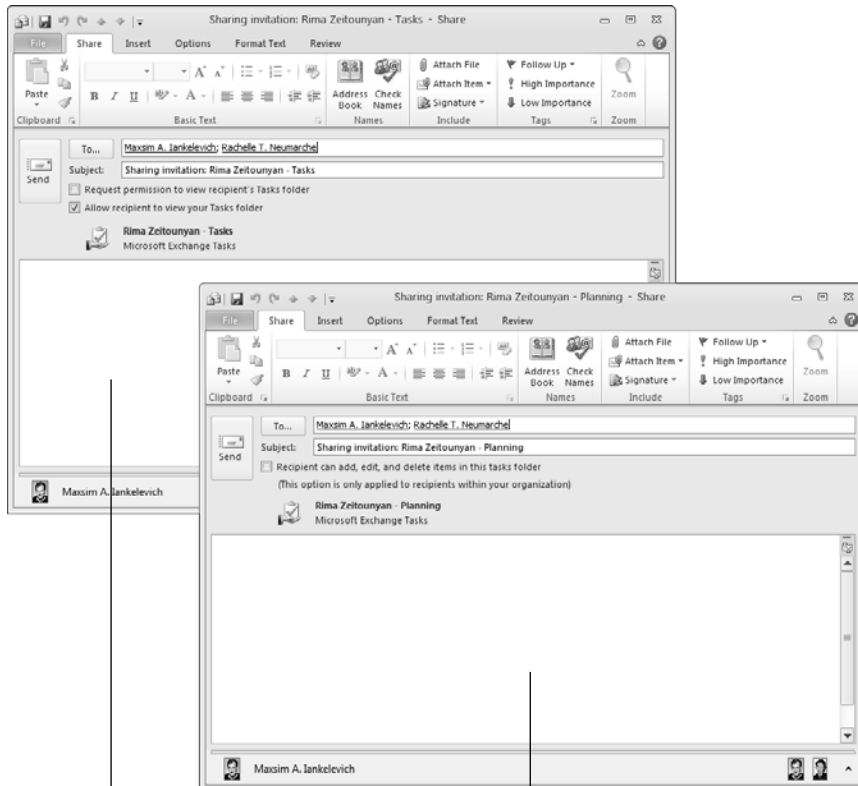 Sharing invitation: Rima Zeitounyan - Tasks - Share
File Share Insert Options Format Text Review
Paste
B I U
Address Book
Check Names
Attach File
Attach Item
Signature
Follow Up
High Importance
Low Importance
Zoom
Clipboard Basic Text Names Include Tags Zoom
Send
To... Maxsim A. Iankelevich; Rachelle T. Neumarche
Subject: Sharing invitation: Rima Zeitounyan - Tasks
Request permission to view recipient's Tasks folder
Allow recipient to view your Tasks folder
Rima Zeitounyan - Tasks
Microsoft Exchange Tasks
Maxsim A. Iankelevich
Sharing invitation: Rima Zeitounyan - Planning - Share
File Share Insert Options Format Text Review
Paste
B I U
Address Book
Check Names
Attach File
Attach Item
Signature
Follow Up
High Importance
Low Importance
Zoom
Clipboard Basic Text Names Include Tags Zoom
Send
To... Maxsim A. Iankelevich; Rachelle T. Neumarche
Subject: Sharing invitation: Rima Zeitounyan - Planning
Recipient can add, edit, and delete items in this tasks folder
(This option is only applied to recipients within your organization)
Rima Zeitounyan - Planning
Microsoft Exchange Tasks
Maxsim A. Iankelevich